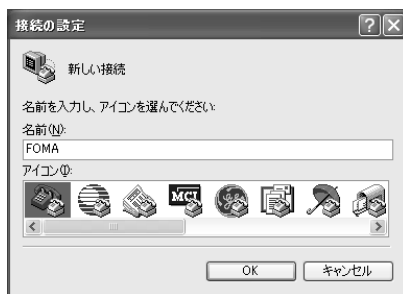 接続の設定
新しい接続
名前を入力し、アイコンを選んでください:
名前(N):
FOMA
アイコン(I):
MCI
OK
キャンセル